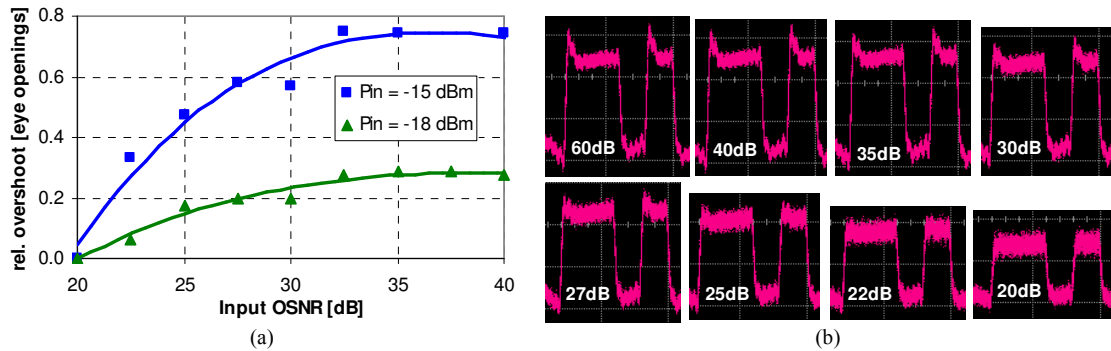 rel. overshoot [eye openings]
0.8
0.6
0.4
0.2
0.0
Pin = -15 dBm
Pin = -18 dBm
20 25 30 35 40
Input OSNR [dB]
(a)
60dB 40dB 35dB 30dB
27dB 25dB 22dB 20dB
(b)